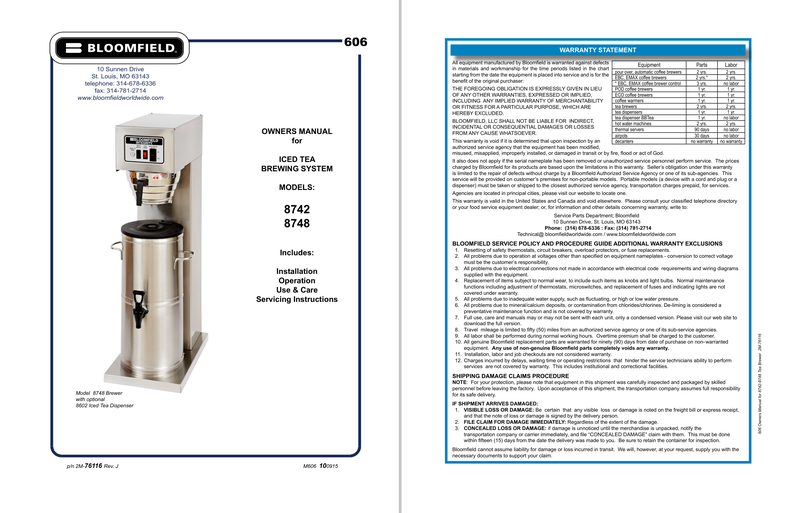 606
BLOOMFIELD
10 Sunnen Drive
St. Louis, MO 63143
telephone: 314-678-6336
fax: 314-781-2714
www.bloomfieldworldwide.com
OWNERS MANUAL
for
ICED TEA
BREWING SYSTEM
MODELS:
8742
8748
Includes:
Installation
Operation
Use & Care
Servicing Instructions
Model 8748 Brewer
with optional
8602 Iced Tea Dispenser
p/n 2M-76116 Rev. J
M606 100915
WARRANTY STATEMENT
All equipment manufactured by Bloomfield is warranted against defects
in materials and workmanship for the time periods listed in the chart
starting from the date the equipment is placed into service and is for the
benefit of the original purchaser:
THE FOREGOING OBLIGATION IS EXPRESSLY GIVEN IN LIEU
OF ANY OTHER WARRANTIES, EXPRESSED OR IMPLIED,
INCLUDING ANY IMPLIED WARRANTY OF MERCHANTABILITY
OR FITNESS FOR A PARTICULAR PURPOSE, WHICH ARE
HEREBY EXCLUDED.
BLOOMFIELD, LLC SHALL NOT BE LIABLE FOR INDIRECT,
INCIDENTAL OR CONSEQUENTIAL DAMAGES OR LOSSES
FROM ANY CAUSE WHATSOEVER.
This warranty is void if it is determined that upon inspection by an
authorized service agency that the equipment has been modified,
misused, misapplied, improperly installed, or damaged in transit or by fire, flood or act of God.
Equipment Parts Labor
pour over, automatic coffee brewers 2 yrs. 2 yrs.
EBC, EMAX coffee brewers 2 yrs.* 2 yrs.
* EBC, EMAX coffee brewer control 3 yrs. no labor
POD coffee brewers 1 yr. 1 yr.
ECO coffee brewers 1 yr. 1 yr.
coffee warmers 1 yr. 1 yr.
tea brewers 2 yrs. 2 yrs.
tea dispensers 1 yr. 1 yr.
tea dispenser BBTea 1 yr. no labor
hot water machines 2 yrs. 2 yrs.
thermal servers 90 days no labor
airpots 30 days no labor
decanters no warranty no warranty
It also does not apply if the serial nameplate has been removed or unauthorized service personnel perform service. The prices
charged by Bloomfield for its products are based upon the limitations in this warranty. Seller's obligation under this warranty
is limited to the repair of defects without charge by a Bloomfield Authorized Service Agency or one of its sub-agencies. This
service will be provided on customer's premises for non-portable models. Portable models (a device with a cord and plug or a
dispenser) must be taken or shipped to the closest authorized service agency, transportation charges prepaid, for services.
Agencies are located in principal cities, please visit our website to locate one.
This warranty is valid in the United States and Canada and void elsewhere. Please consult your classified telephone directory
or your food service equipment dealer; or, for information and other details concerning warranty, write to:
Service Parts Department; Bloomfield
10 Sunnen Drive, St. Louis, MO 63143
Phone: (314) 678-6336 ; Fax: (314) 781-2714
Technical@ bloomfieldworldwide.com / www.bloomfieldworldwide.com
BLOOMFIELD SERVICE POLICY AND PROCEDURE GUIDE ADDITIONAL WARRANTY EXCLUSIONS
1. Resetting of safety thermostats, circuit breakers, overload protectors, or fuse replacements.
2. All problems due to operation at voltages other than specified on equipment nameplates - conversion to correct voltage
must be the customer's responsibility.
3. All problems due to electrical connections not made in accordance with electrical code requirements and wiring diagrams
supplied with the equipment.
4. Replacement of items subject to normal wear; to include such items as knobs and light bulbs. Normal maintenance
functions including adjustment of thermostats, microswitches, and replacement of fuses and indicating lights are not
covered under warranty.
5. All problems due to inadequate water supply, such as fluctuating, or high or low water pressure.
6. All problems due to mineral/calcium deposits, or contamination from chlorides/chlorines. De-liming is considered a
preventative maintenance function and is not covered by warranty.
7. Full use, care and manuals may or may not be sent with each unit, only a condensed version. Please visit our web site to
download the full version.
8. Travel mileage is limited to fifty (50) miles from an authorized service agency or one of its sub-service agencies.
9. All labor shall be performed during normal working hours. Overtime premium shall be charged to the customer.
10. All genuine Bloomfield replacement parts are warranted for ninety (90) days from date of purchase on non–warranted
equipment. Any use of non-genuine Bloomfield parts completely voids any warranty.
11. Installation, labor and job checkouts are not considered warranty.
12. Charges incurred by delays, waiting time or operating restrictions that hinder the service technicians ability to perform
services are not covered by warranty. This includes institutional and correctional facilities.
SHIPPING DAMAGE CLAIMS PROCEDURE
NOTE: For your protection, please note that equipment in this shipment was carefully inspected and packaged by skilled
personnel before leaving the factory. Upon acceptance of this shipment, the transportation company assumes full responsibility
for its safe delivery.
IF SHIPMENT ARRIVES DAMAGED:
1. VISIBLE LOSS OR DAMAGE: Be certain that any visible loss or damage is noted on the freight bill or express receipt,
and that the note of loss or damage is signed by the delivery person.
2. FILE CLAIM FOR DAMAGE IMMEDIATELY: Regardless of the extent of the damage.
3. CONCEALED LOSS OR DAMAGE: if damage is unnoticed until the merchandise is unpacked, notify the
transportation company or carrier immediately, and file "CONCEALED DAMAGE" claim with them. This must be done
within fifteen (15) days from the date the delivery was made to you. Be sure to retain the container for inspection.
Bloomfield cannot assume liability for damage or loss incurred in transit. We will, however, at your request, supply you with the
necessary documents to support your claim.
606 Owners Manual for 8742-8748 Tea Brewer 2M-76116